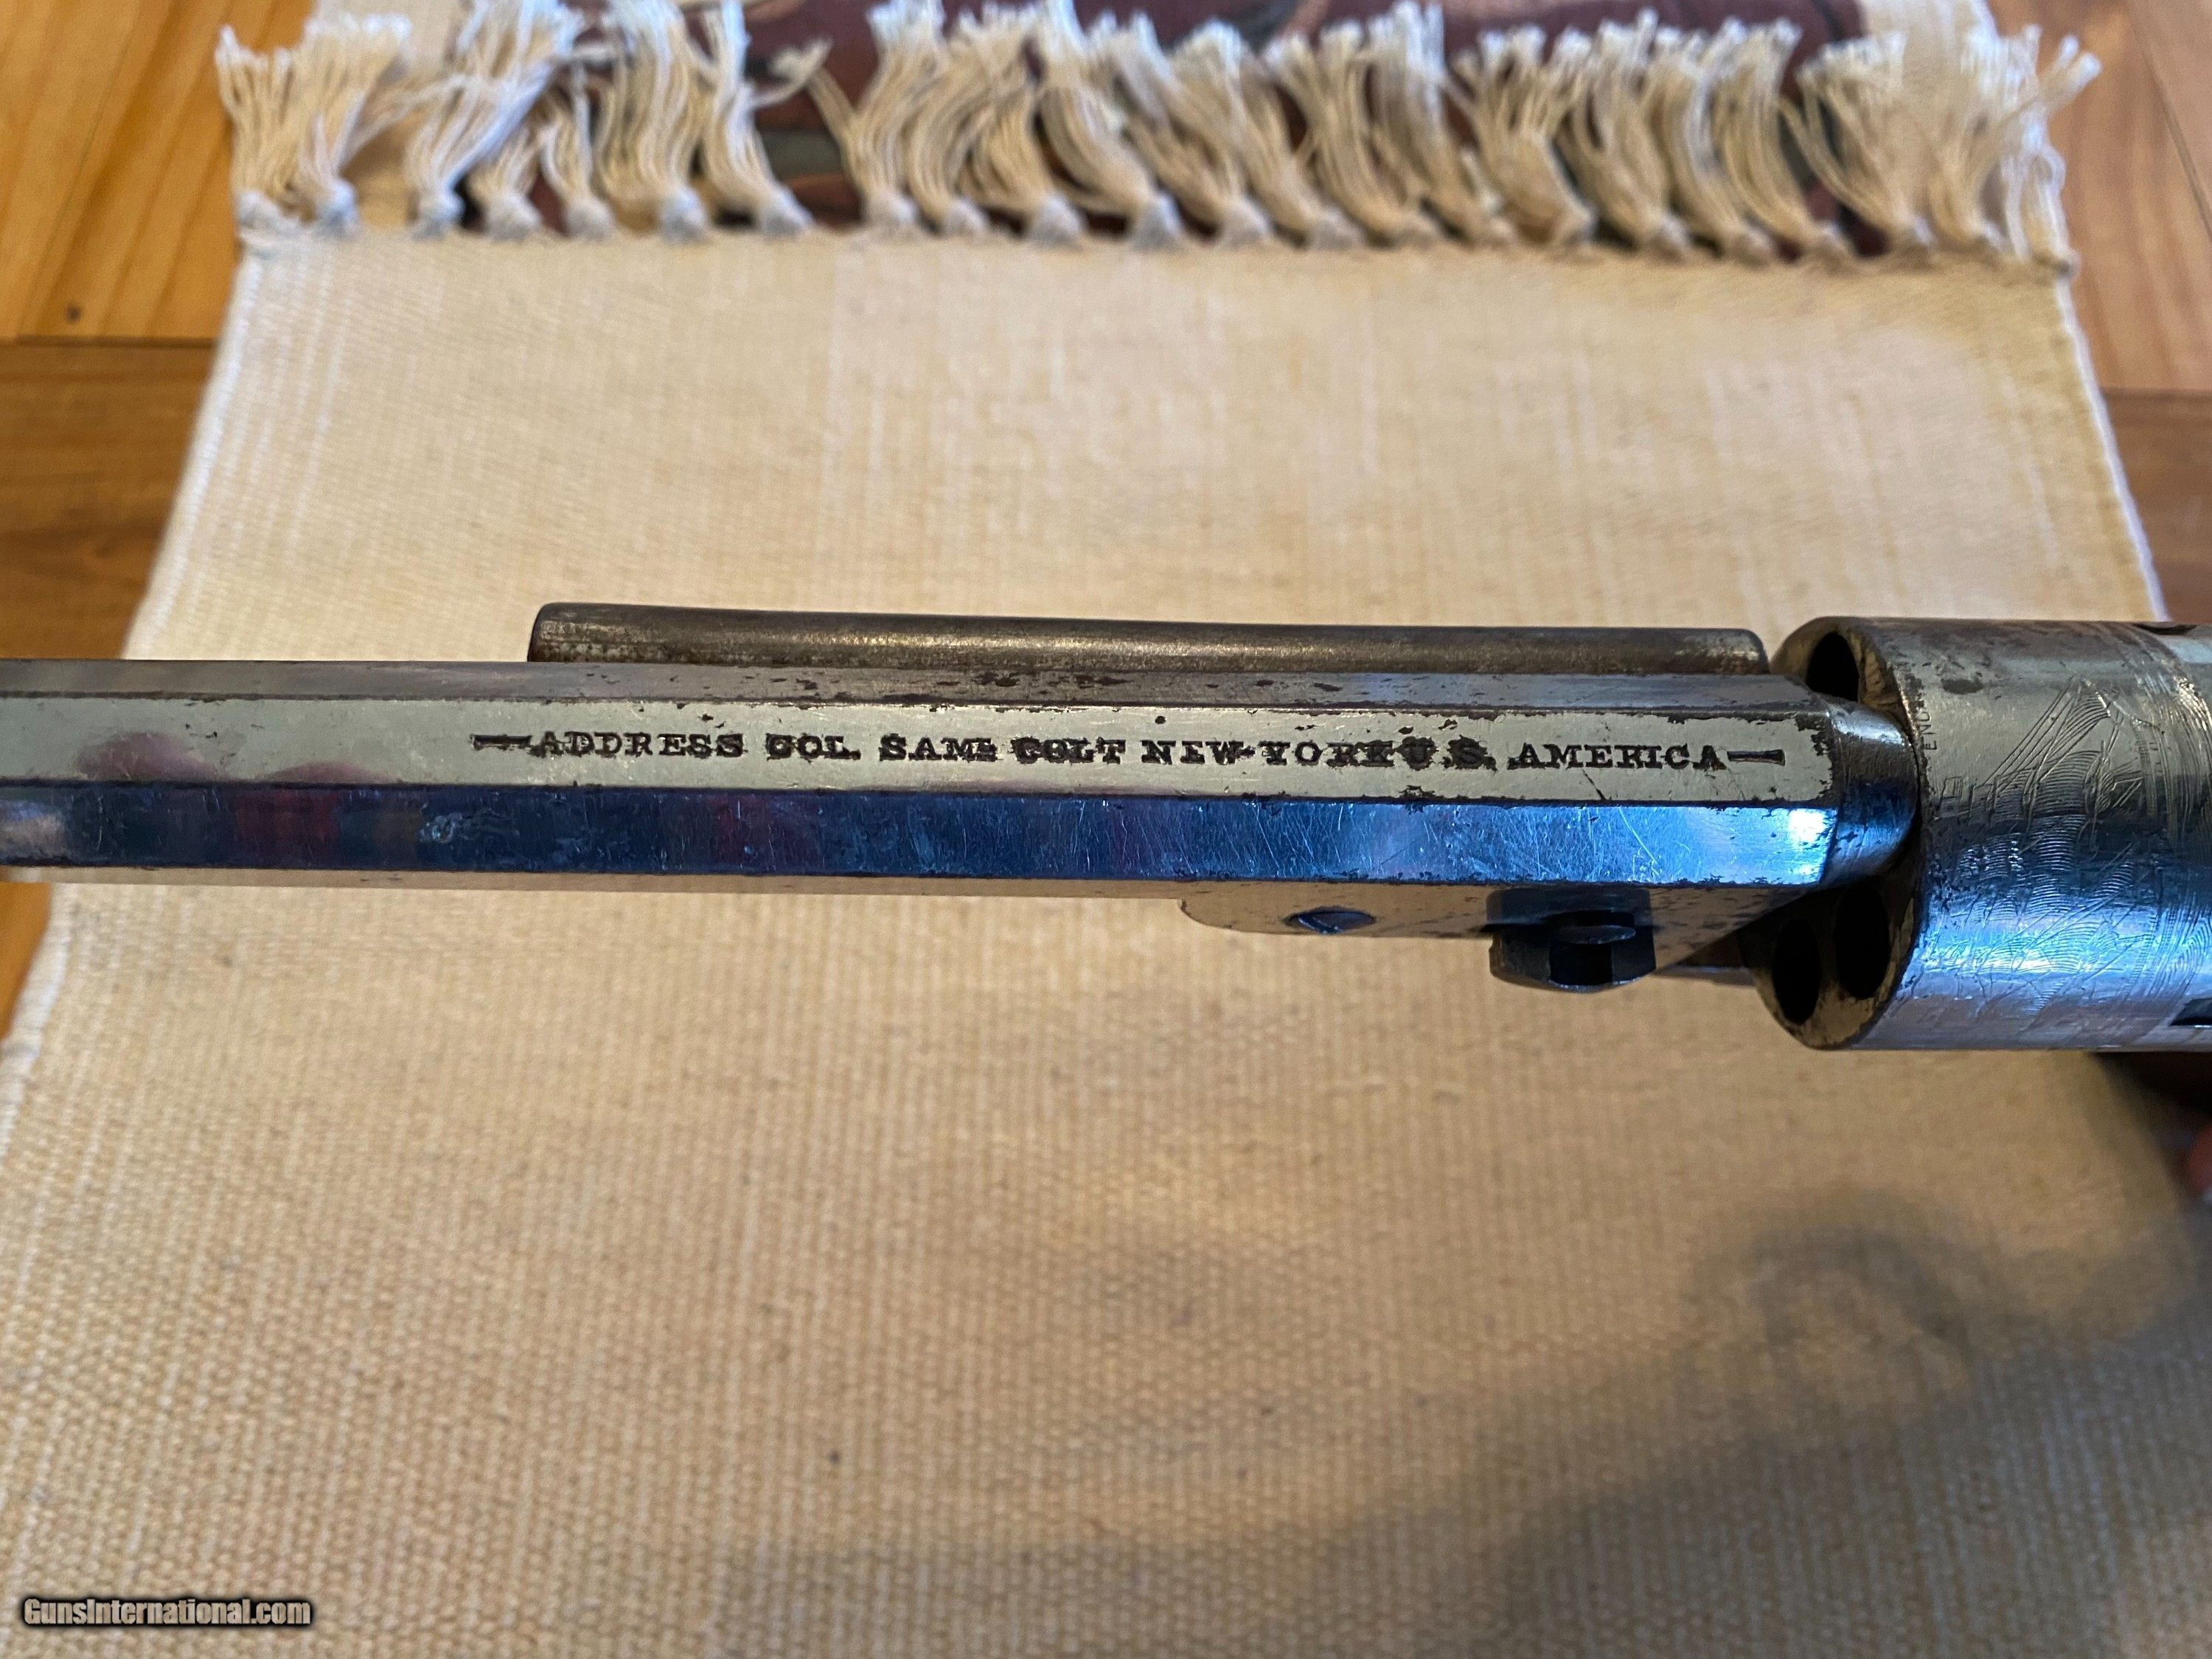 —ADDRESS COL. SAML COLT NEW-YORK U.S. AMERICA—
GunsInternational.com